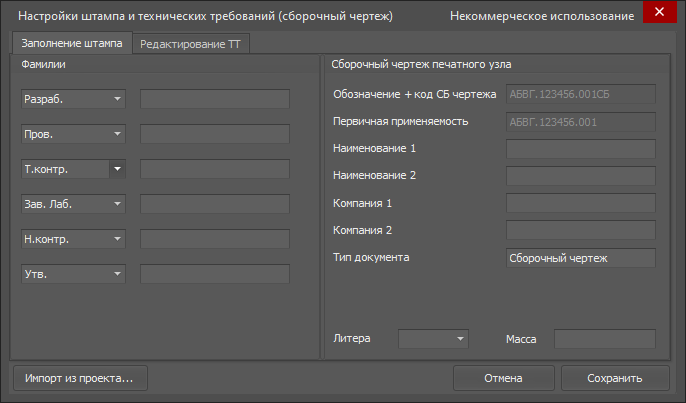 Настройки штампа и технических требований (сборочный чертеж) Некоммерческое использование
Заполнение штампа Редактирование ТТ
Фамилии
Разраб.
Пров.
Т.контр.
Зав. Лаб.
Н.контр.
Утв.
Сборочный чертеж печатного узла
Обозначение + код СБ чертежа АБВГ.123456.001СБ
Первичная применяемость АБВГ.123456.001
Наименование 1
Наименование 2
Компания 1
Компания 2
Тип документа Сборочный чертеж
Литера Масса
Импорт из проекта... Отмена Сохранить